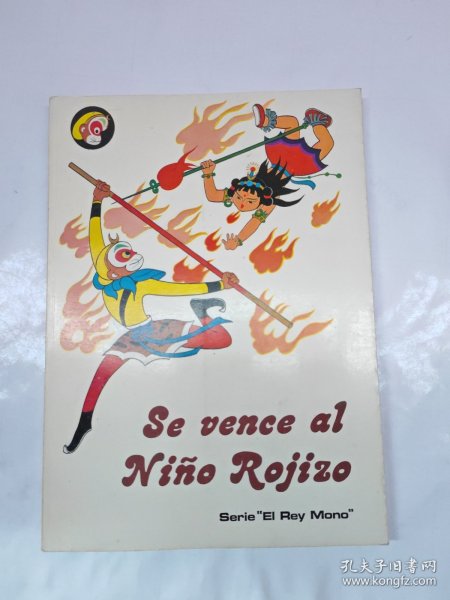 Se vence al
Niño Rojizo
Serie "El Rey Mono"
孔夫子旧书网
www.kongfz.com